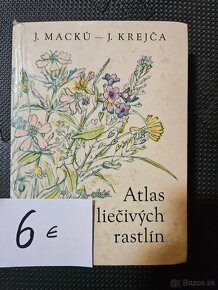 J. MACKŮ — J. KREJČA
Atlas
liečivých
rastlín
6 €
Bazos.sk